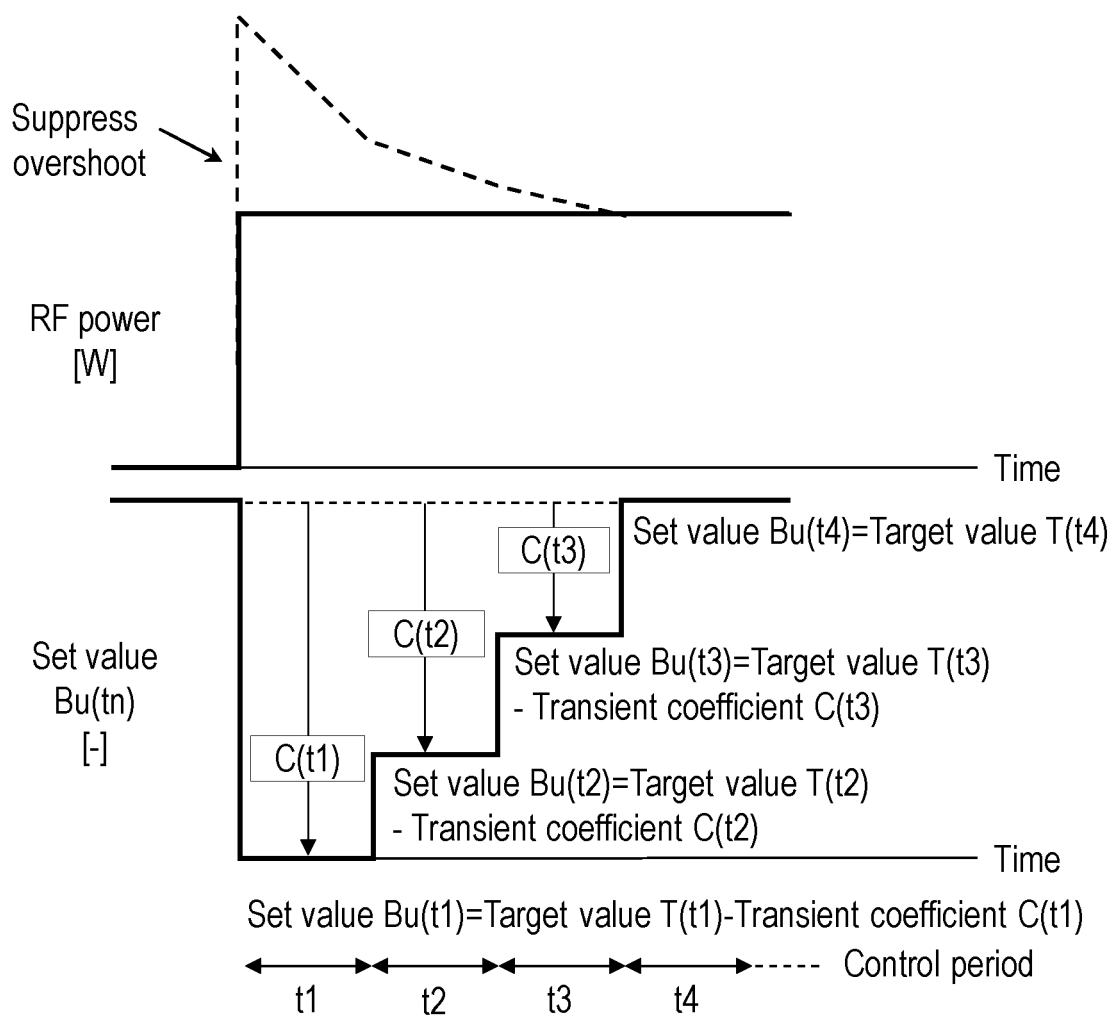 Suppress
overshoot
RF power
[W]
Time
Set value Bu(t4)=Target value T(t4)
C(t3)
C(t2)
Set value
Bu(tn)
[-]
Set value Bu(t3)=Target value T(t3)
- Transient coefficient C(t3)
C(t1)
Set value Bu(t2)=Target value T(t2)
- Transient coefficient C(t2)
Time
Set value Bu(t1)=Target value T(t1)-Transient coefficient C(t1)
Control period
t1 t2 t3 t4